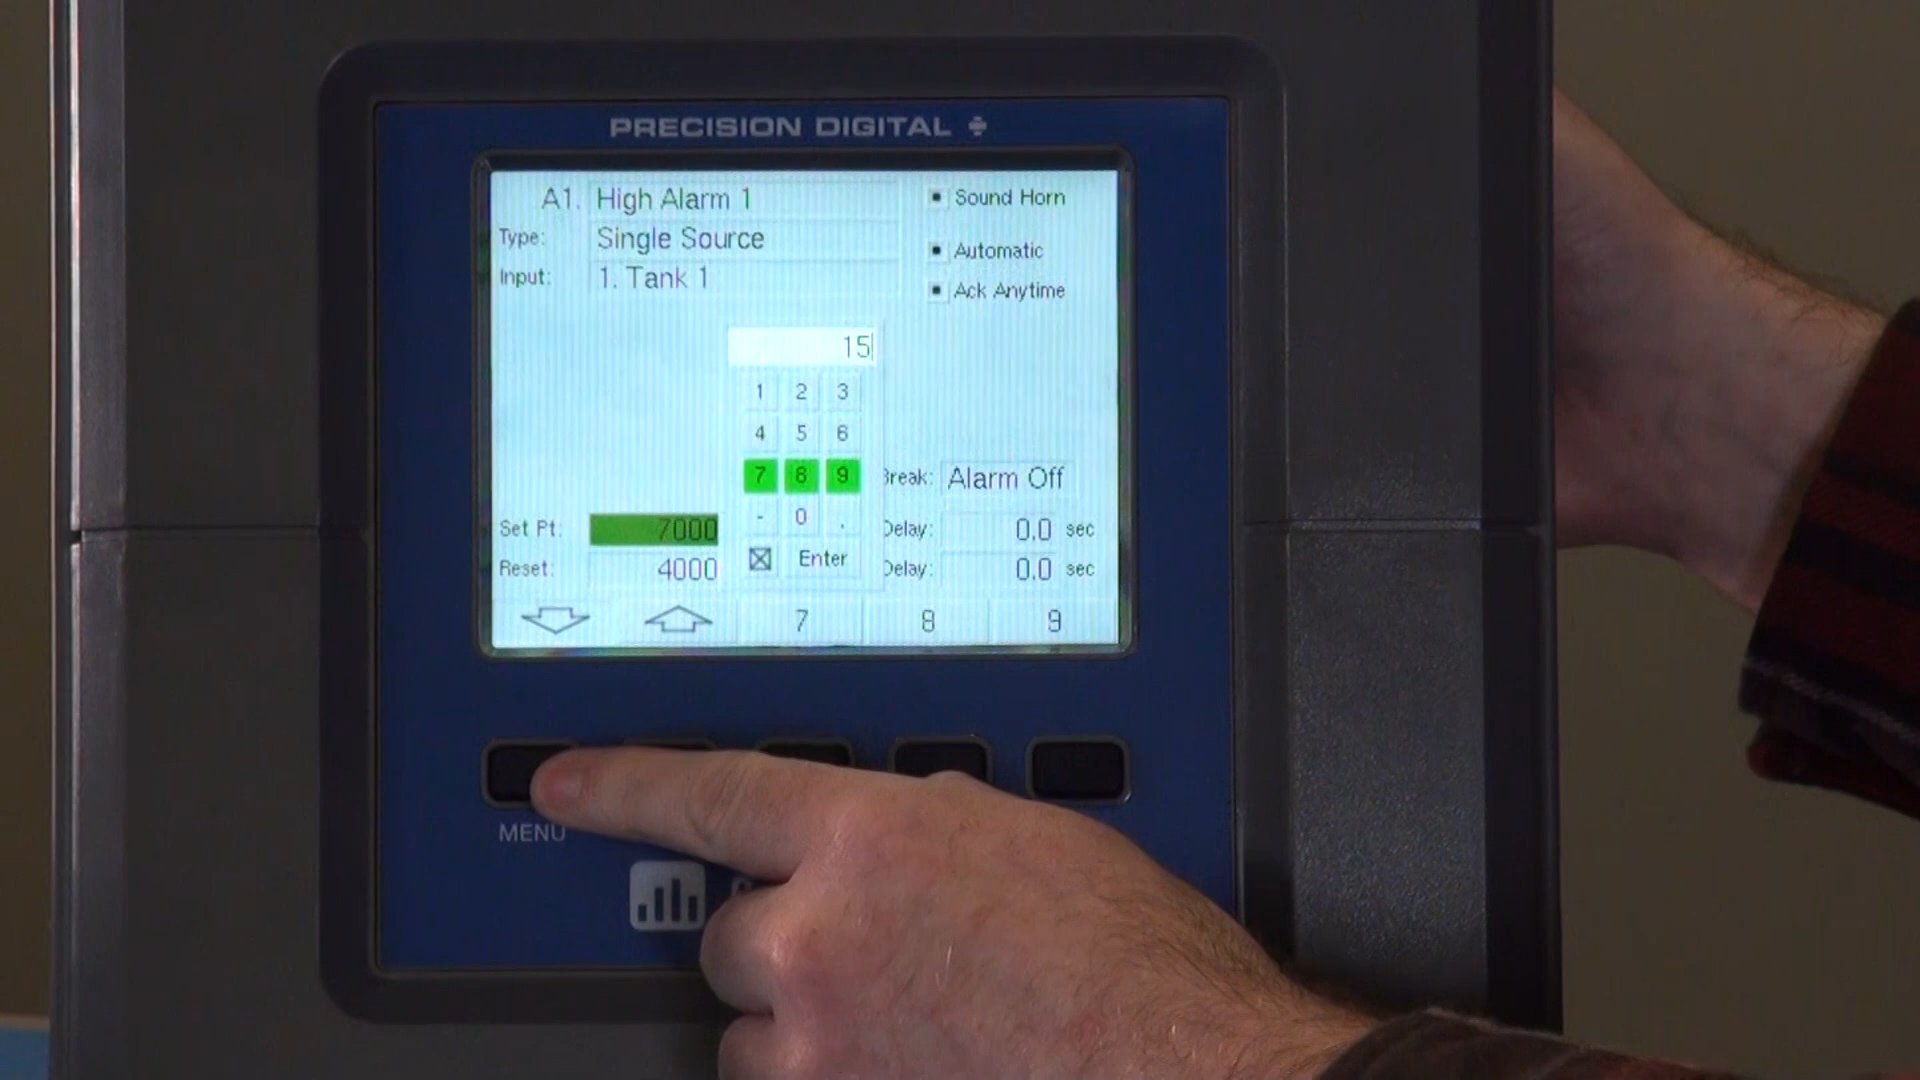 PRECISION DIGITAL
A1. High Alarm 1
Sound Horn
Type: Single Source
Automatic
Input: 1. Tank 1
Ack Anytime
15
1 2 3
4 5 6
7 8 9
Break: Alarm Off
- 0 .
Set Pt: 7000
Delay: 0.0 sec
Enter
Reset: 4000
Delay: 0.0 sec
7 8 9
MENU